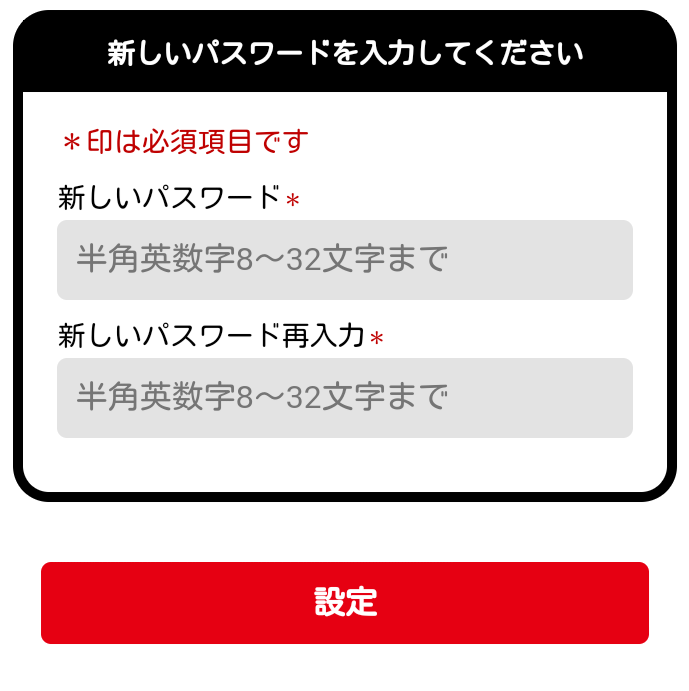 新しいパスワードを入力してください
＊印は必須項目です
新しいパスワード＊
半角英数字8〜32文字まで
新しいパスワード再入力＊
半角英数字8〜32文字まで
設定